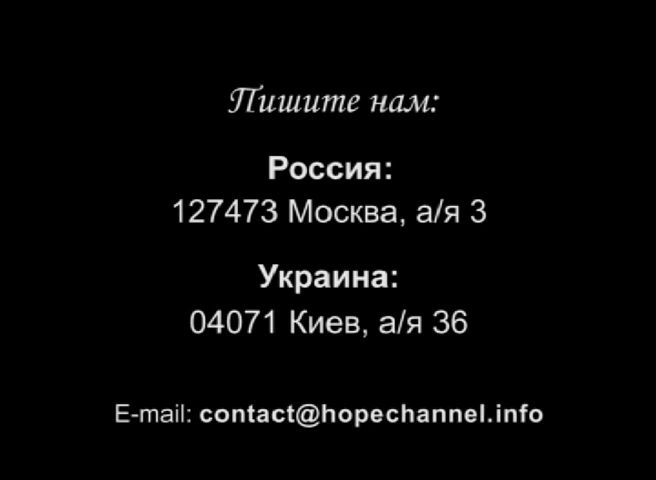 Пишите нам:
Россия:
127473 Москва, а/я 3
Украина:
04071 Киев, а/я 36
E-mail: contact@hopechannel.info